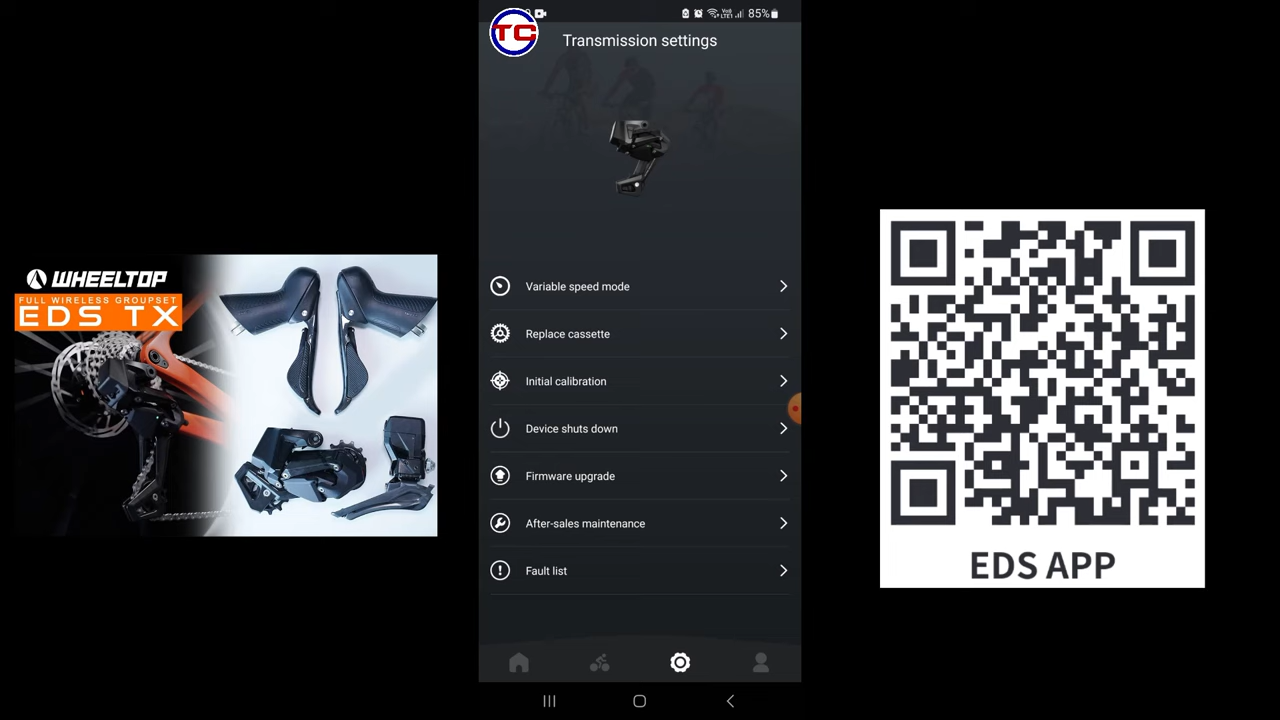 TC
85%
Transmission settings
Variable speed mode
Replace cassette
Initial calibration
Device shuts down
Firmware upgrade
After-sales maintenance
Fault list
WHEELTOP
FULL WIRELESS GROUPSET
EDS TX
EDS APP